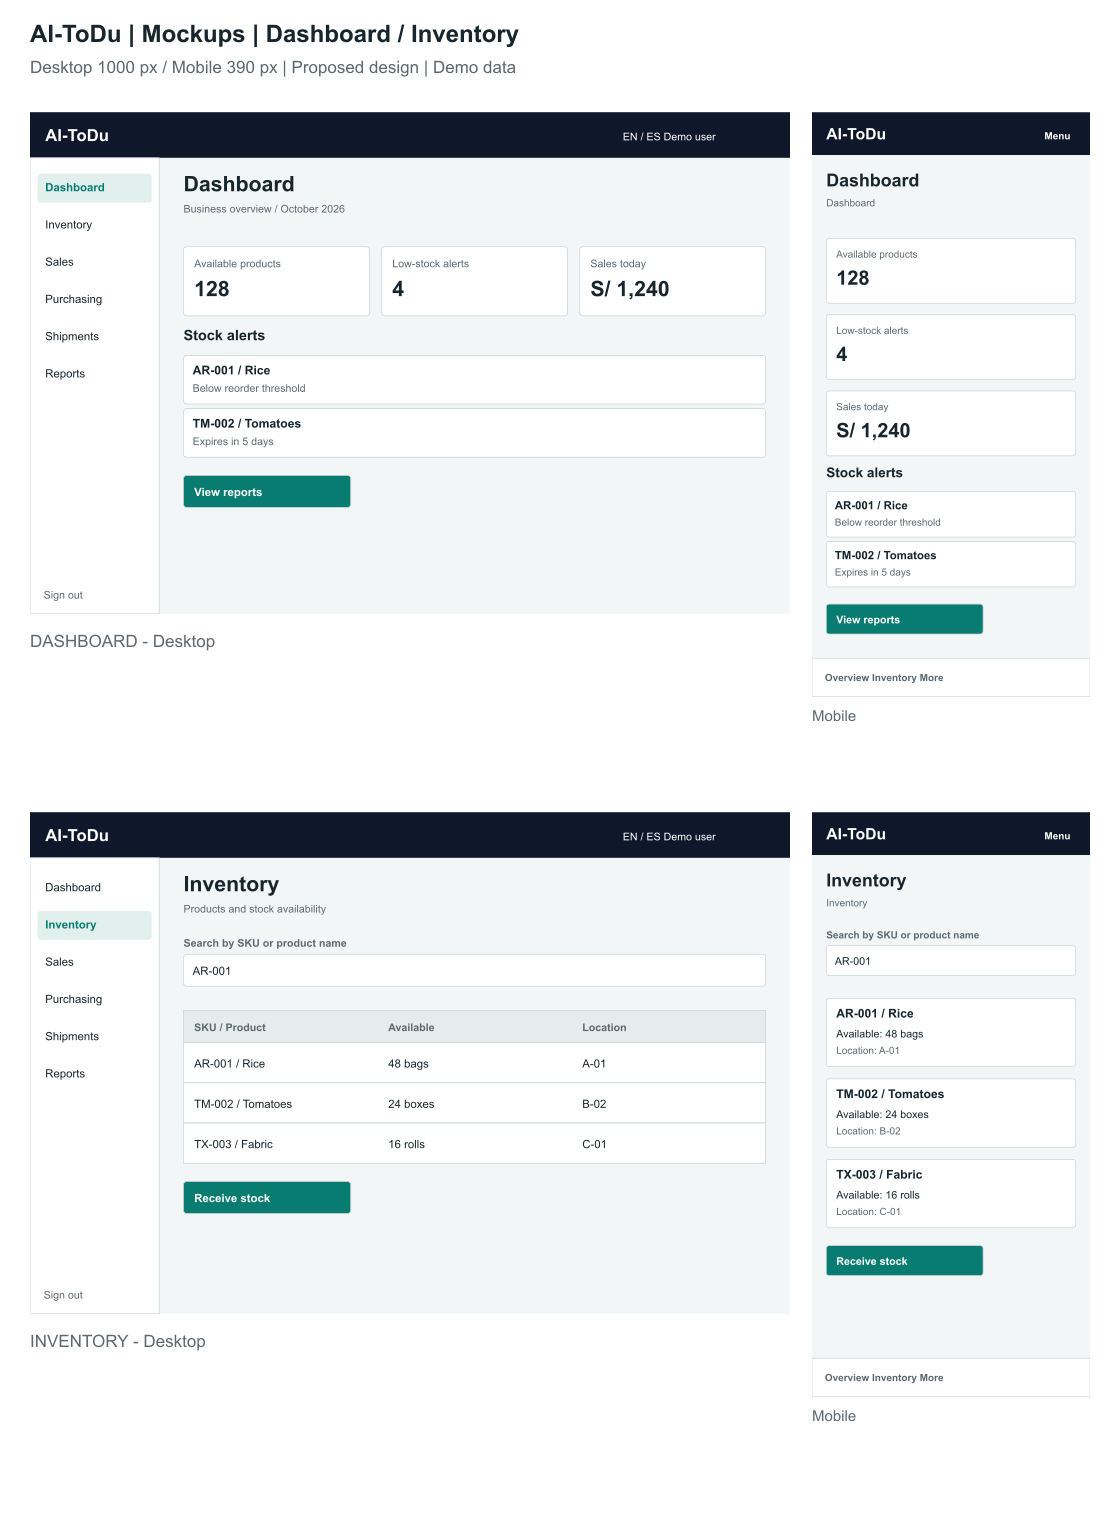 AI-ToDu | Mockups | Dashboard / Inventory
Desktop 1000 px / Mobile 390 px | Proposed design | Demo data
AI-ToDu
EN / ES Demo user
Dashboard
Inventory
Sales
Purchasing
Shipments
Reports
Sign out
Dashboard
Business overview / October 2026
Available products
128
Low-stock alerts
4
Sales today
S/ 1,240
Stock alerts
AR-001 / Rice
Below reorder threshold
TM-002 / Tomatoes
Expires in 5 days
View reports
DASHBOARD - Desktop
AI-ToDu
Menu
Dashboard
Dashboard
Available products
128
Low-stock alerts
4
Sales today
S/ 1,240
Stock alerts
AR-001 / Rice
Below reorder threshold
TM-002 / Tomatoes
Expires in 5 days
View reports
Overview Inventory More
Mobile
AI-ToDu
EN / ES Demo user
Dashboard
Inventory
Sales
Purchasing
Shipments
Reports
Sign out
Inventory
Products and stock availability
Search by SKU or product name
AR-001
SKU / Product Available Location
AR-001 / Rice 48 bags A-01
TM-002 / Tomatoes 24 boxes B-02
TX-003 / Fabric 16 rolls C-01
Receive stock
INVENTORY - Desktop
AI-ToDu
Menu
Inventory
Inventory
Search by SKU or product name
AR-001
AR-001 / Rice
Available: 48 bags
Location: A-01
TM-002 / Tomatoes
Available: 24 boxes
Location: B-02
TX-003 / Fabric
Available: 16 rolls
Location: C-01
Receive stock
Overview Inventory More
Mobile